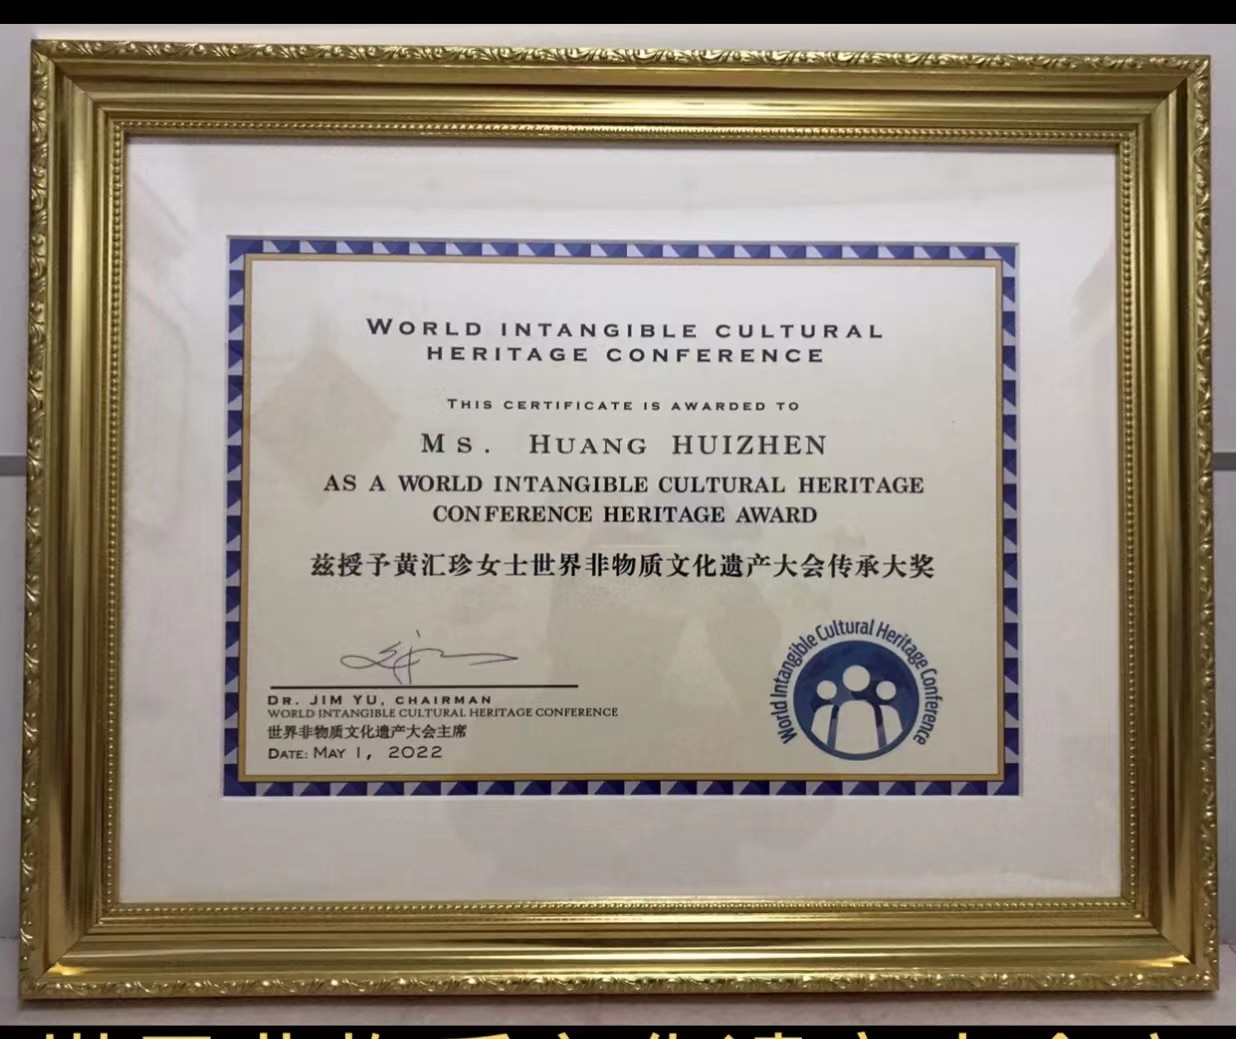 WORLD INTANGIBLE CULTURAL
HERITAGE CONFERENCE
THIS CERTIFICATE IS AWARDED TO
MS. HUANG HUIZHEN
AS A WORLD INTANGIBLE CULTURAL HERITAGE
CONFERENCE HERITAGE AWARD
兹授予黄汇珍女士世界非物质文化遗产大会传承大奖
DR. JIM YU, CHAIRMAN
WORLD INTANGIBLE CULTURAL HERITAGE CONFERENCE
世界非物质文化遗产大会主席
DATE: MAY 1, 2022
World Intangible Cultural Heritage Conference